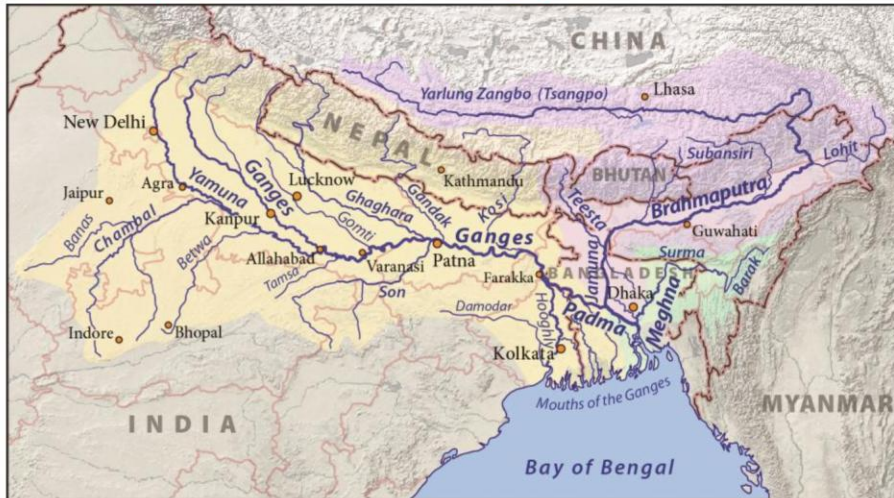 CHINA
Yarlung Zangbo (Tsangpo)
Lhasa
New Delhi
NEPAL
Subansiri
Lohit
BHUTAN
Kathmandu
Lucknow
Ganges
Agra
Yamuna
Jaipur
Ghaghara
Gandak
Kosi
Teesta
Brahmaputra
Banas
Chambal
Kanpur
Gomti
Ganges
Guwahati
Betwa
Allahabad
Varanasi
Patna
Surma
Barak
Tamsa
Son
Farakka
BANGLADESH
Jamuna
Dhaka
Meghna
Padma
Damodar
Hooghly
Indore
Bhopal
Kolkata
Mouths of the Ganges
INDIA
MYANMAR
Bay of Bengal